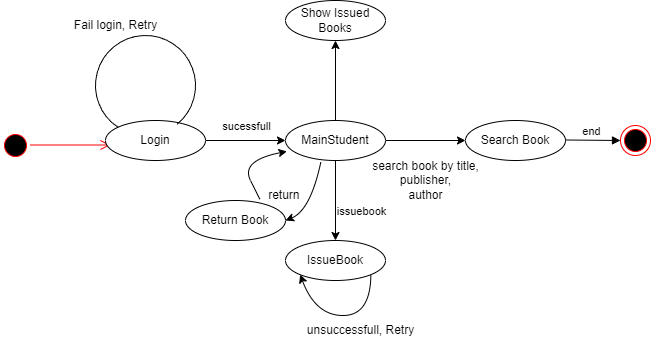 Show Issued
Books
Fail login, Retry
sucessfull
end
Login
MainStudent
Search Book
search book by title,
publisher,
author
return
Return Book
issuebook
IssueBook
unsuccessfull, Retry